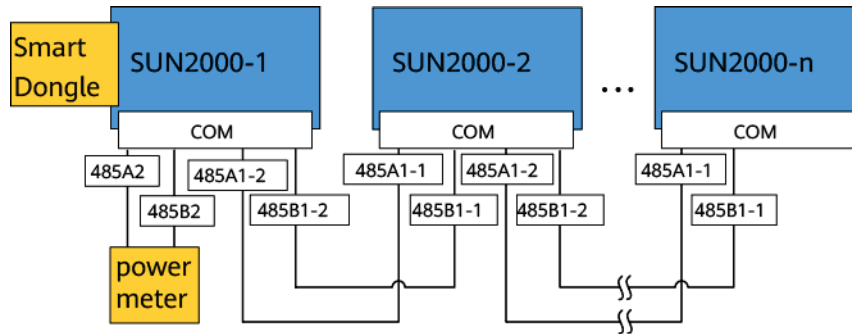 Smart
Dongle
SUN2000-1
SUN2000-2
...
SUN2000-n
COM
COM
COM
485A2
485A1-2
485A1-1
485A1-2
485A1-1
485B2
485B1-2
485B1-1
485B1-2
485B1-1
power
meter